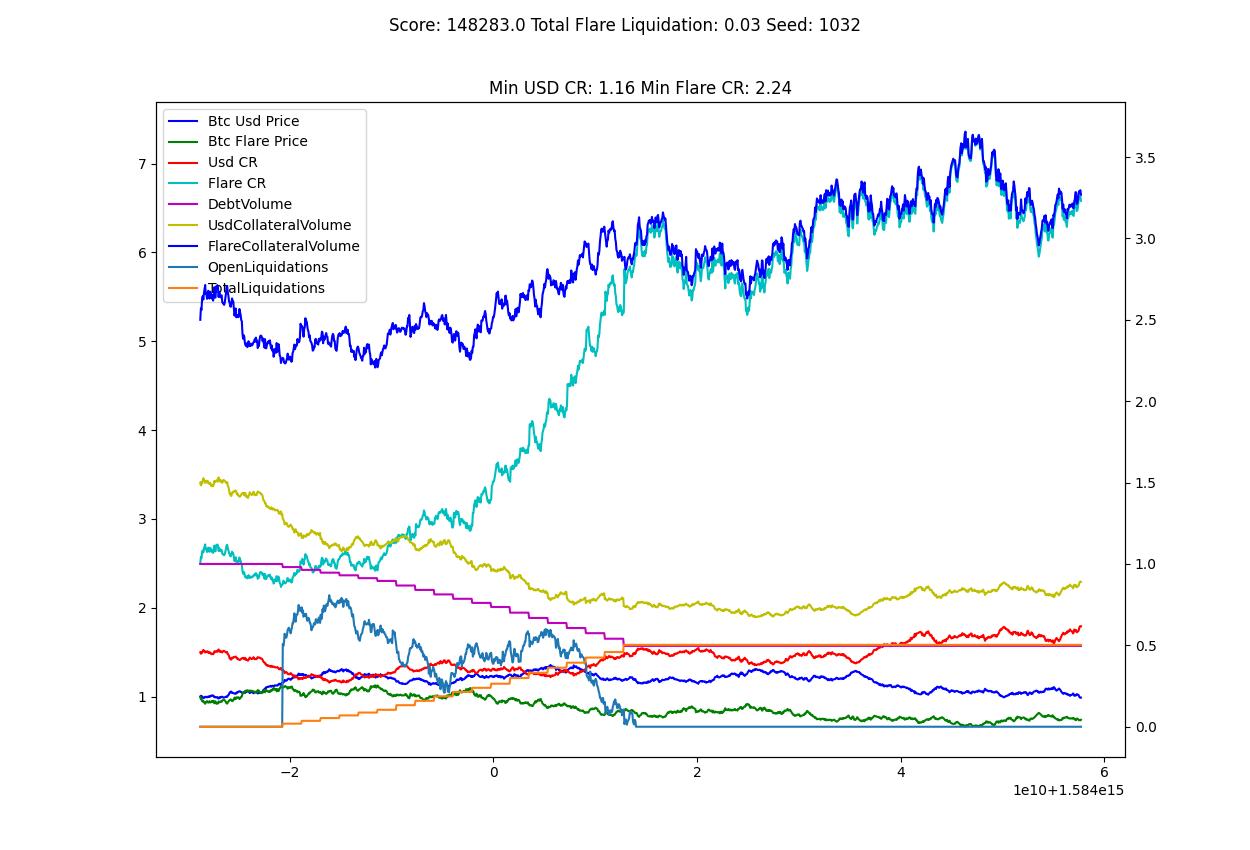 Score: 148283.0 Total Flare Liquidation: 0.03 Seed: 1032
Min USD CR: 1.16 Min Flare CR: 2.24
Btc Usd Price
Btc Flare Price
Usd CR
Flare CR
DebtVolume
UsdCollateralVolume
FlareCollateralVolume
OpenLiquidations
TotalLiquidations
7
6
5
4
3
2
1
3.5
3.0
2.5
2.0
1.5
1.0
0.5
0.0
−2
0
2
4
6
1e10+1.584e15